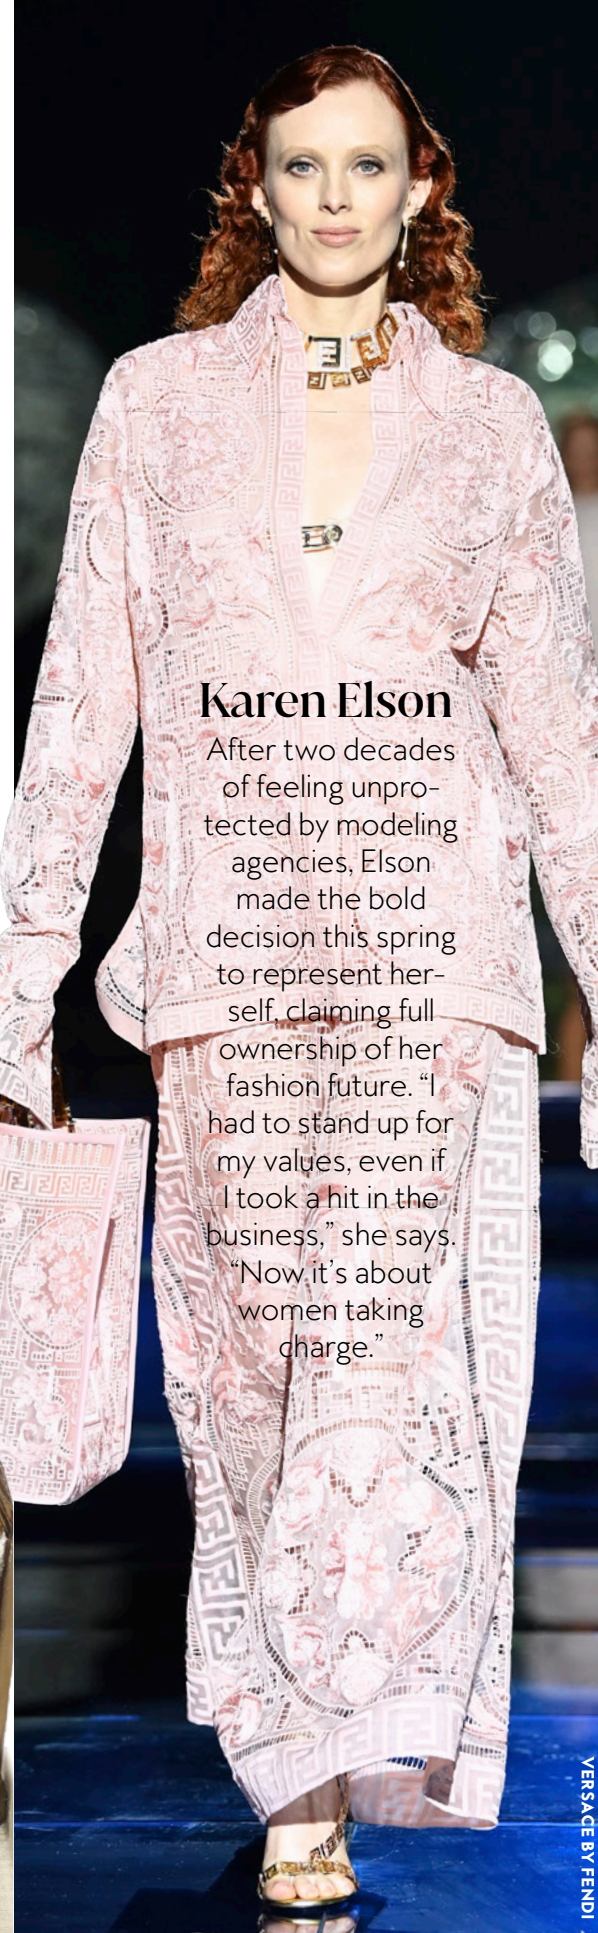 Karen Elson
After two decades
of feeling unpro-
tected by modeling
agencies, Elson
made the bold
decision this spring
to represent her-
self, claiming full
ownership of her
fashion future. “I
had to stand up for
my values, even if
I took a hit in the
business,” she says.
“Now it’s about
women taking
charge.”
VERSACE BY FENDI